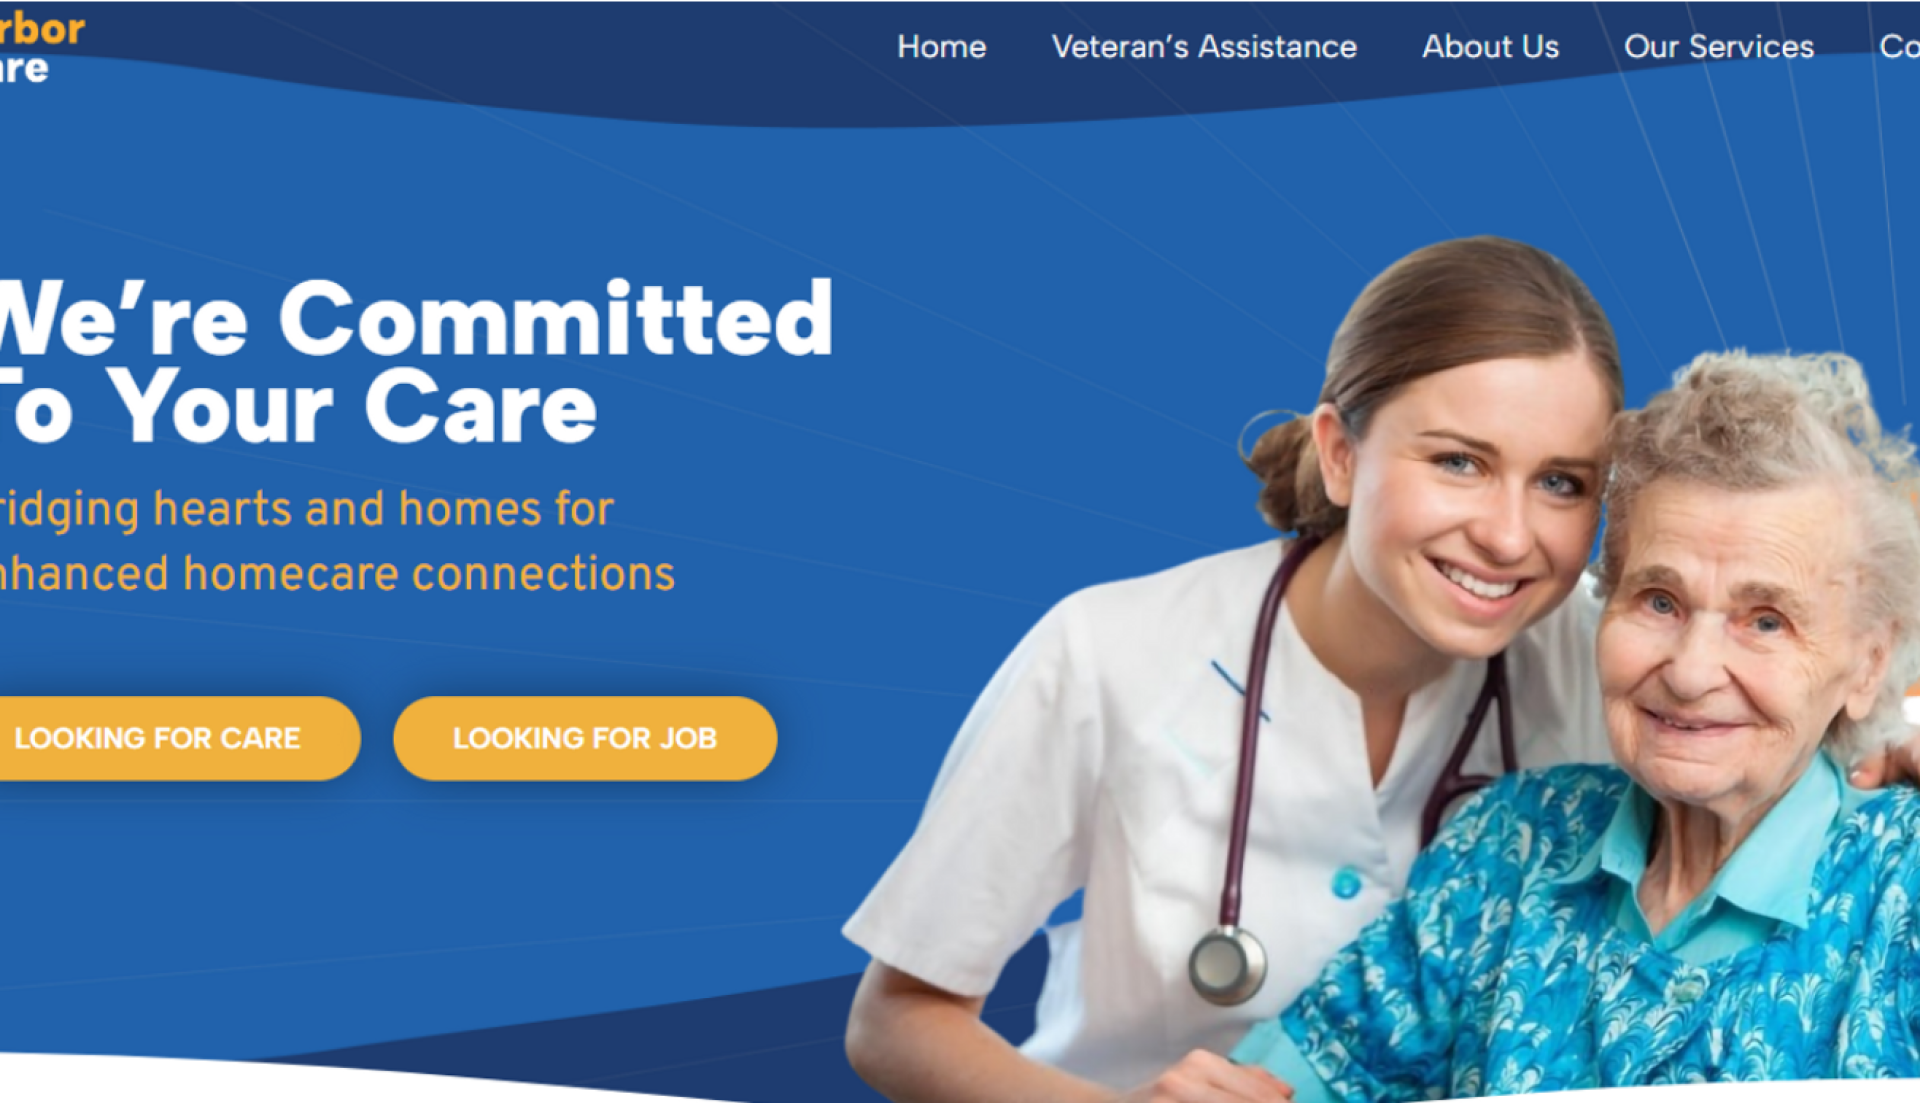 rbor
are
Home Veteran’s Assistance About Us Our Services Co
We’re Committed
To Your Care
ridging hearts and homes for
nhanced homecare connections
LOOKING FOR CARE LOOKING FOR JOB